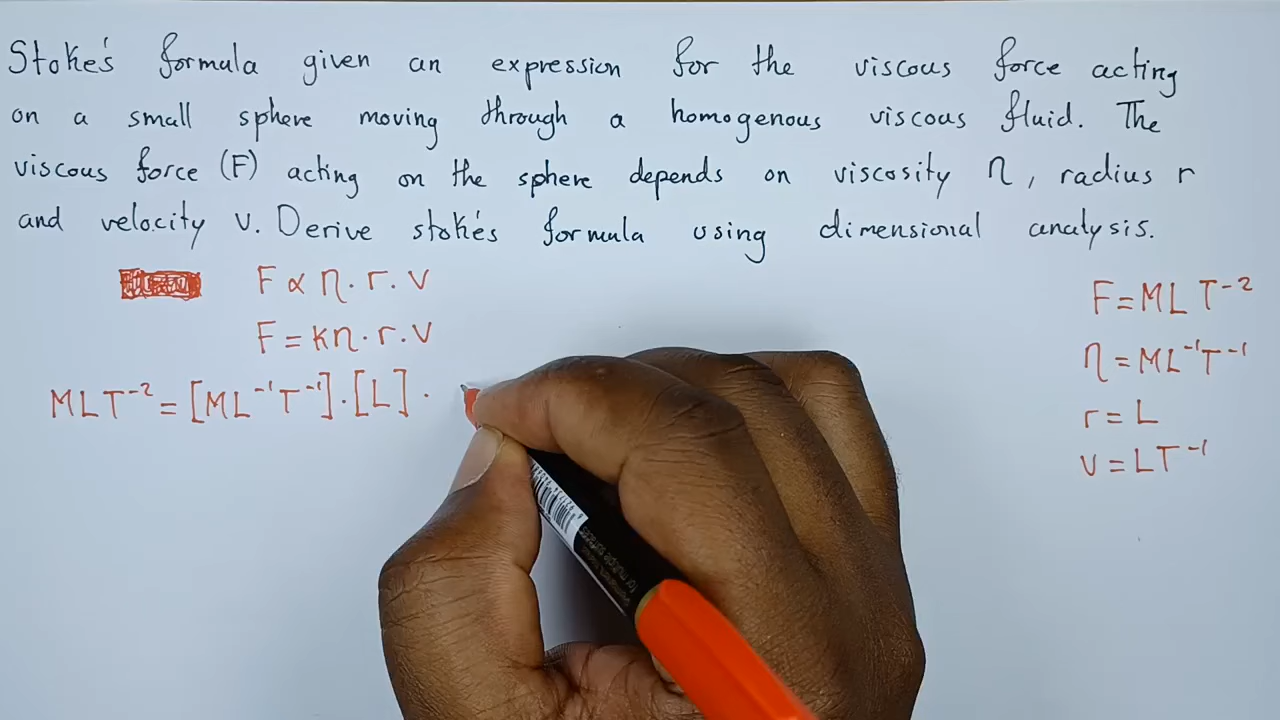 Stoke's formula given an expression for the viscous force acting
on a small sphere moving through a homogenous viscous fluid. The
viscous force (F) acting on the sphere depends on viscosity η, radius r
and velocity v. Derive stoke's formula using dimensional analysis.
F ∝ η · r · v
F = kη · r · v
MLT⁻² = [ML⁻¹T⁻¹] · [L] ·
F = MLT⁻²
η = ML⁻¹T⁻¹
r = L
v = LT⁻¹